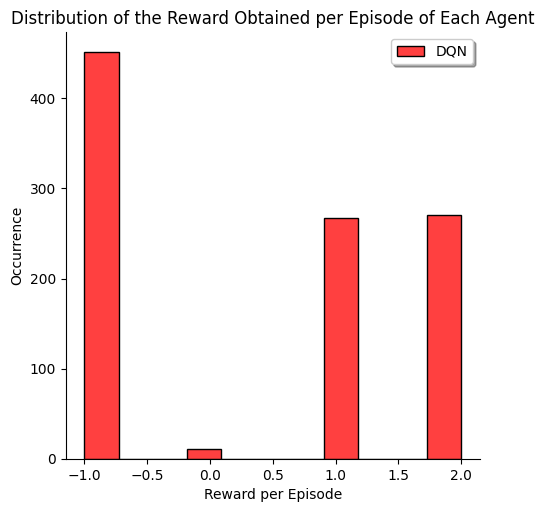 Distribution of the Reward Obtained per Episode of Each Agent
DQN
400
300
200
100
0
Occurrence
−1.0 −0.5 0.0 0.5 1.0 1.5 2.0
Reward per Episode